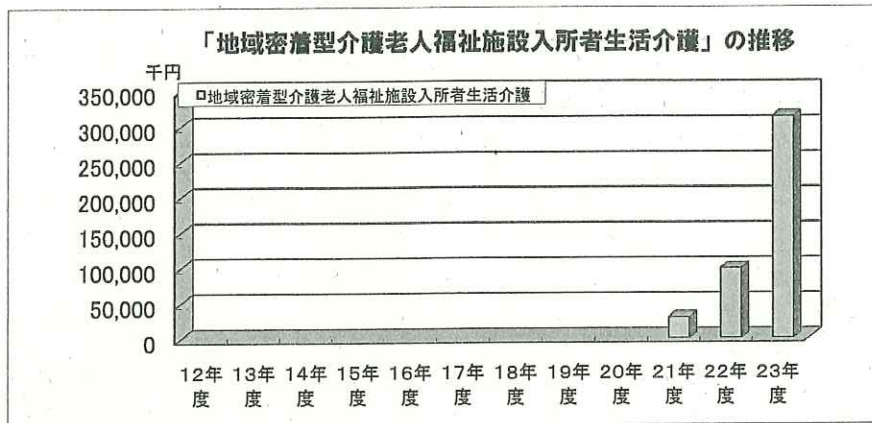 「地域密着型介護老人福祉施設入所者生活介護」の推移
千円
地域密着型介護老人福祉施設入所者生活介護
350,000
300,000
250,000
200,000
150,000
100,000
50,000
0
12年度 13年度 14年度 15年度 16年度 17年度 18年度 19年度 20年度 21年度 22年度 23年度